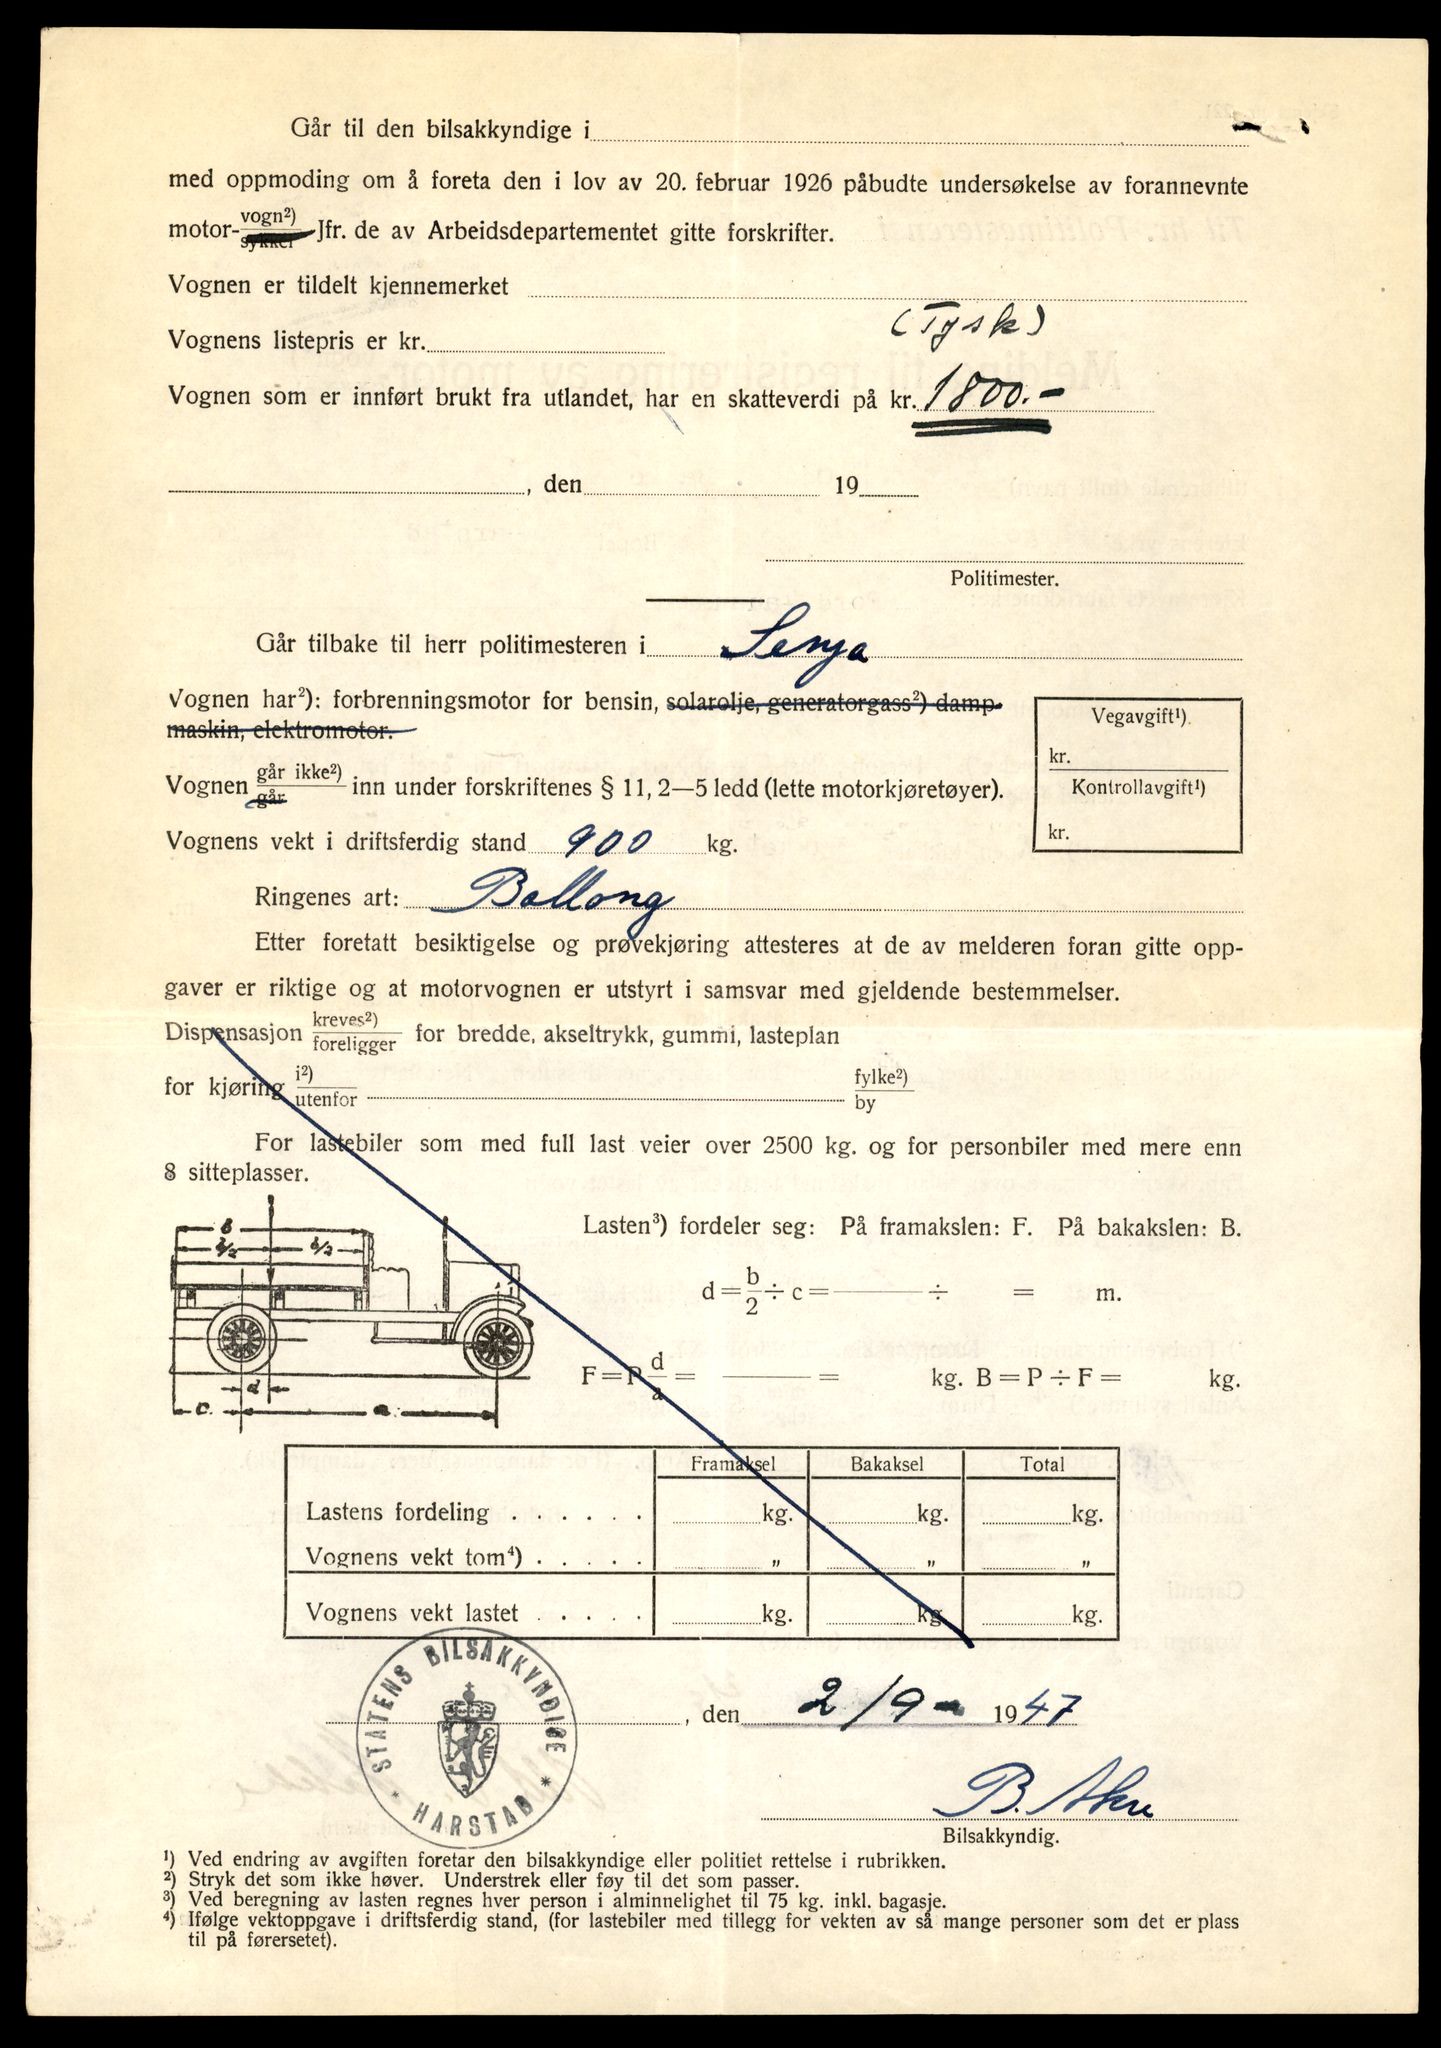 Går til den bilsakkyndige i
med oppmoding om å foreta den i lov av 20. februar 1926 påbudte undersøkelse av forannevnte
motor- vogn²) sykkel Jfr. de av Arbeidsdepartementet gitte forskrifter.
Vognen er tildelt kjennemerket
(Tysk)
Vognens listepris er kr.
Vognen som er innført brukt fra utlandet, har en skatteverdi på kr. 1800.-
, den 19
Politimester.
Går tilbake til herr politimesteren i Senja
Vognen har²): forbrenningsmotor for bensin, solarolje, generatorgass²) damp-
maskin, elektromotor.
Vegavgift¹).
kr.
Kontrollavgift¹)
kr.
Vognen går ikke²) går inn under forskriftenes § 11, 2—5 ledd (lette motorkjøretøyer).
Vognens vekt i driftsferdig stand 900 kg.
Ringenes art: Ballong
Etter foretatt besiktigelse og prøvekjøring attesteres at de av melderen foran gitte opp-
gaver er riktige og at motorvognen er utstyrt i samsvar med gjeldende bestemmelser.
Dispensasjon kreves²) foreligger for bredde, akseltrykk, gummi, lasteplan
for kjøring i²) utenfor fylke²) by
For lastebiler som med full last veier over 2500 kg. og for personbiler med mere enn
8 sitteplasser.
b
b/2 b/2
d
c. a.
Lasten³) fordeler seg: På framakslen: F. På bakakslen: B.
d = b/2 ÷ c = ——— ÷ = m.
F = P d/a = ——— = kg. B = P ÷ F = kg.
Framaksel Bakaksel Total
Lastens fordeling . . . . . . kg. kg. kg.
Vognens vekt tom⁴) . . . . . „ „ „
Vognens vekt lastet . . . . . kg. kg. kg.
STATENS BILSAKKYNDIGE * HARSTAD *
, den 2/9- 1947
B. Aker
Bilsakkyndig.
¹) Ved endring av avgiften foretar den bilsakkyndige eller politiet rettelse i rubrikken.
²) Stryk det som ikke høver. Understrek eller føy til det som passer.
³) Ved beregning av lasten regnes hver person i alminnelighet til 75 kg. inkl. bagasje.
⁴) Ifølge vektoppgave i driftsferdig stand, (for lastebiler med tillegg for vekten av så mange personer som det er plass
til på førersetet).